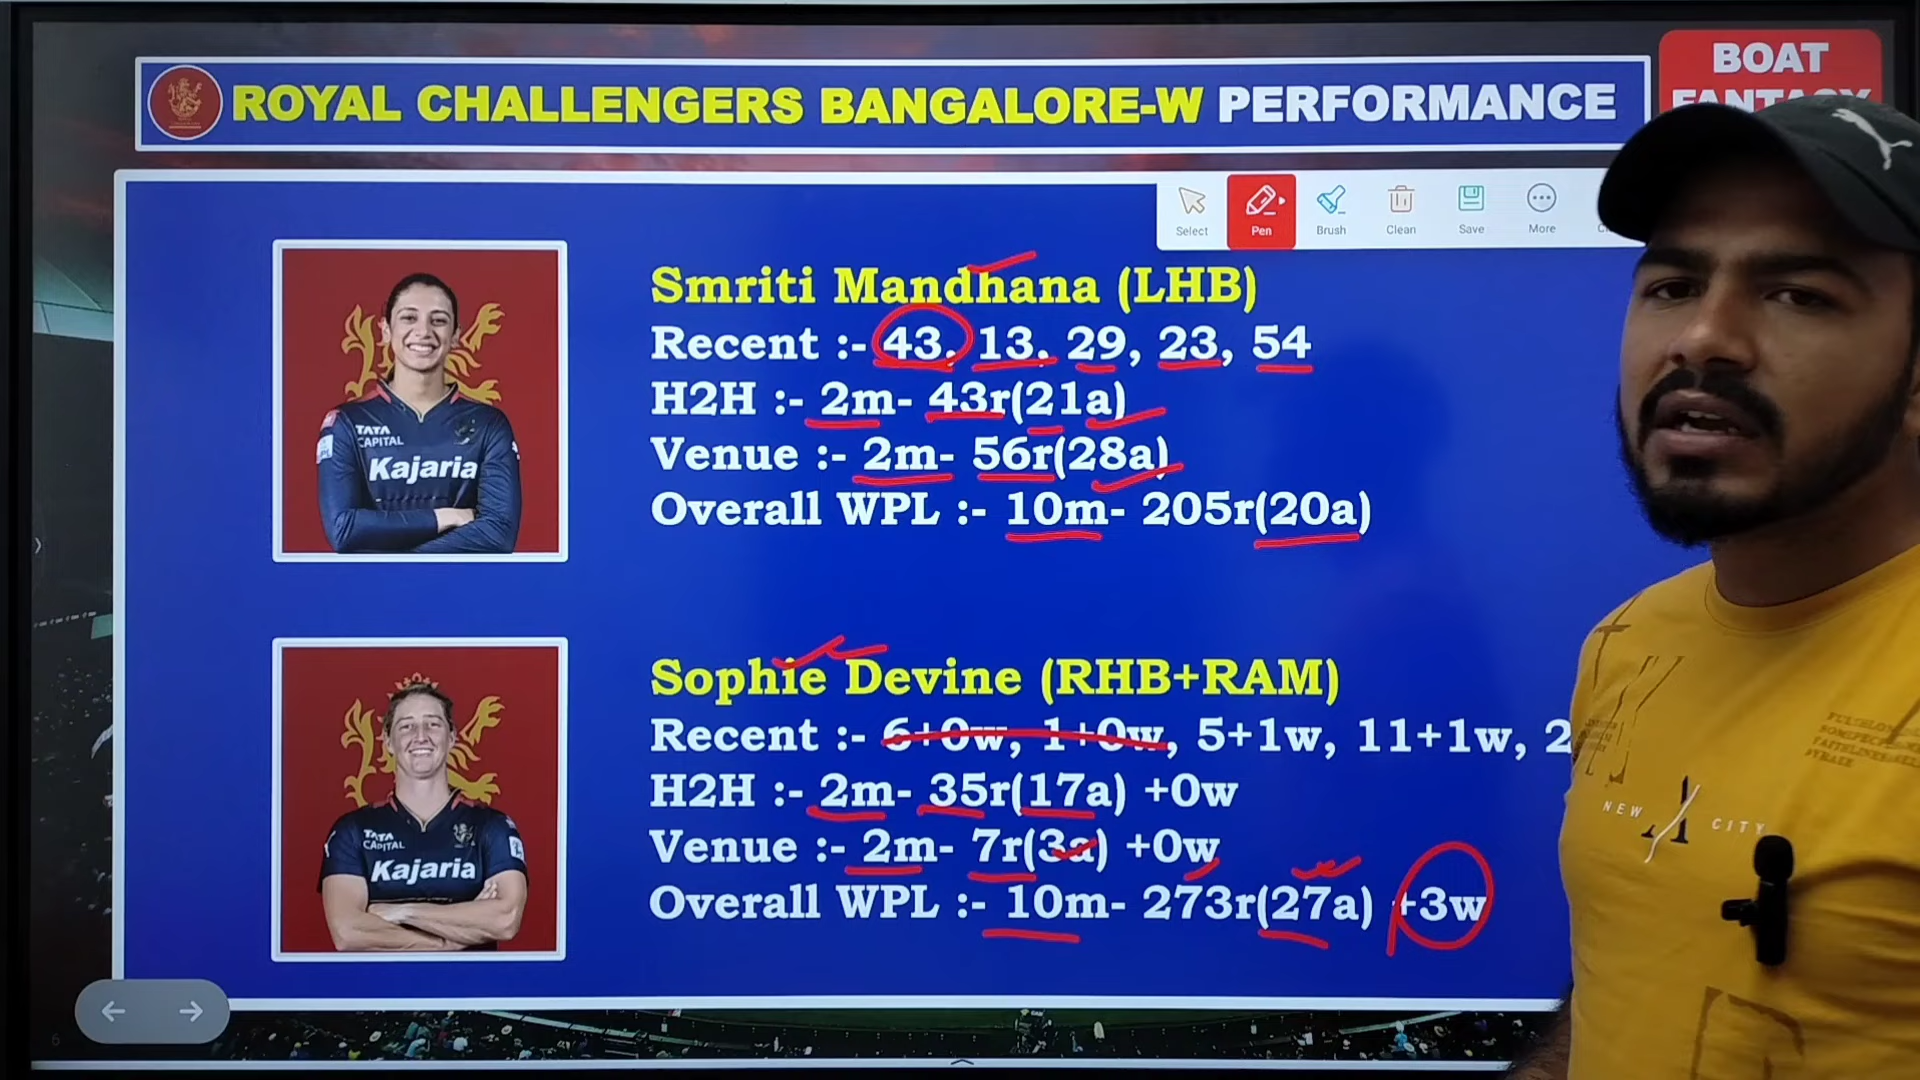 ROYAL CHALLENGERS BANGALORE-W PERFORMANCE
BOAT
FANTASY
Select
Pen
Brush
Clean
Save
More
Smriti Mandhana (LHB)
Recent :- 43, 13, 29, 23, 54
H2H :- 2m- 43r(21a)
Venue :- 2m- 56r(28a)
Overall WPL :- 10m- 205r(20a)
TATA
CAPITAL
Kajaria
Sophie Devine (RHB+RAM)
Recent :- 6+0w, 1+0w, 5+1w, 11+1w, 2
H2H :- 2m- 35r(17a) +0w
Venue :- 2m- 7r(3a) +0w
Overall WPL :- 10m- 273r(27a) +3w
TATA
CAPITAL
Kajaria
NEW CITY
6